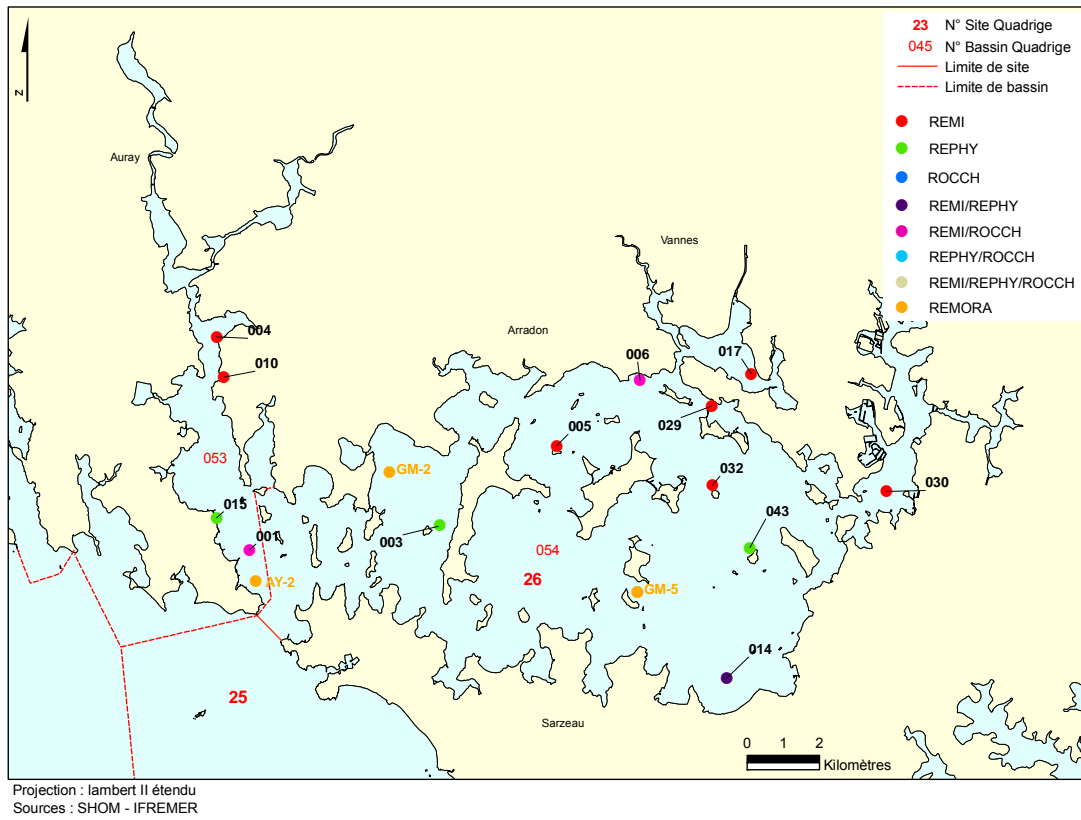 23 N° Site Quadrige
045 N° Bassin Quadrige
Limite de site
Limite de bassin
REMI
REPHY
ROCCH
REMI/REPHY
REMI/ROCCH
REPHY/ROCCH
REMI/REPHY/ROCCH
REMORA
N
Auray
Vannes
Arradon
004
010
006
017
029
005
053
GM-2
032
030
015
003
001
043
054
26
AY-2
GM-5
014
25
Sarzeau
0 1 2
Kilomètres
Projection : lambert II étendu
Sources : SHOM - IFREMER